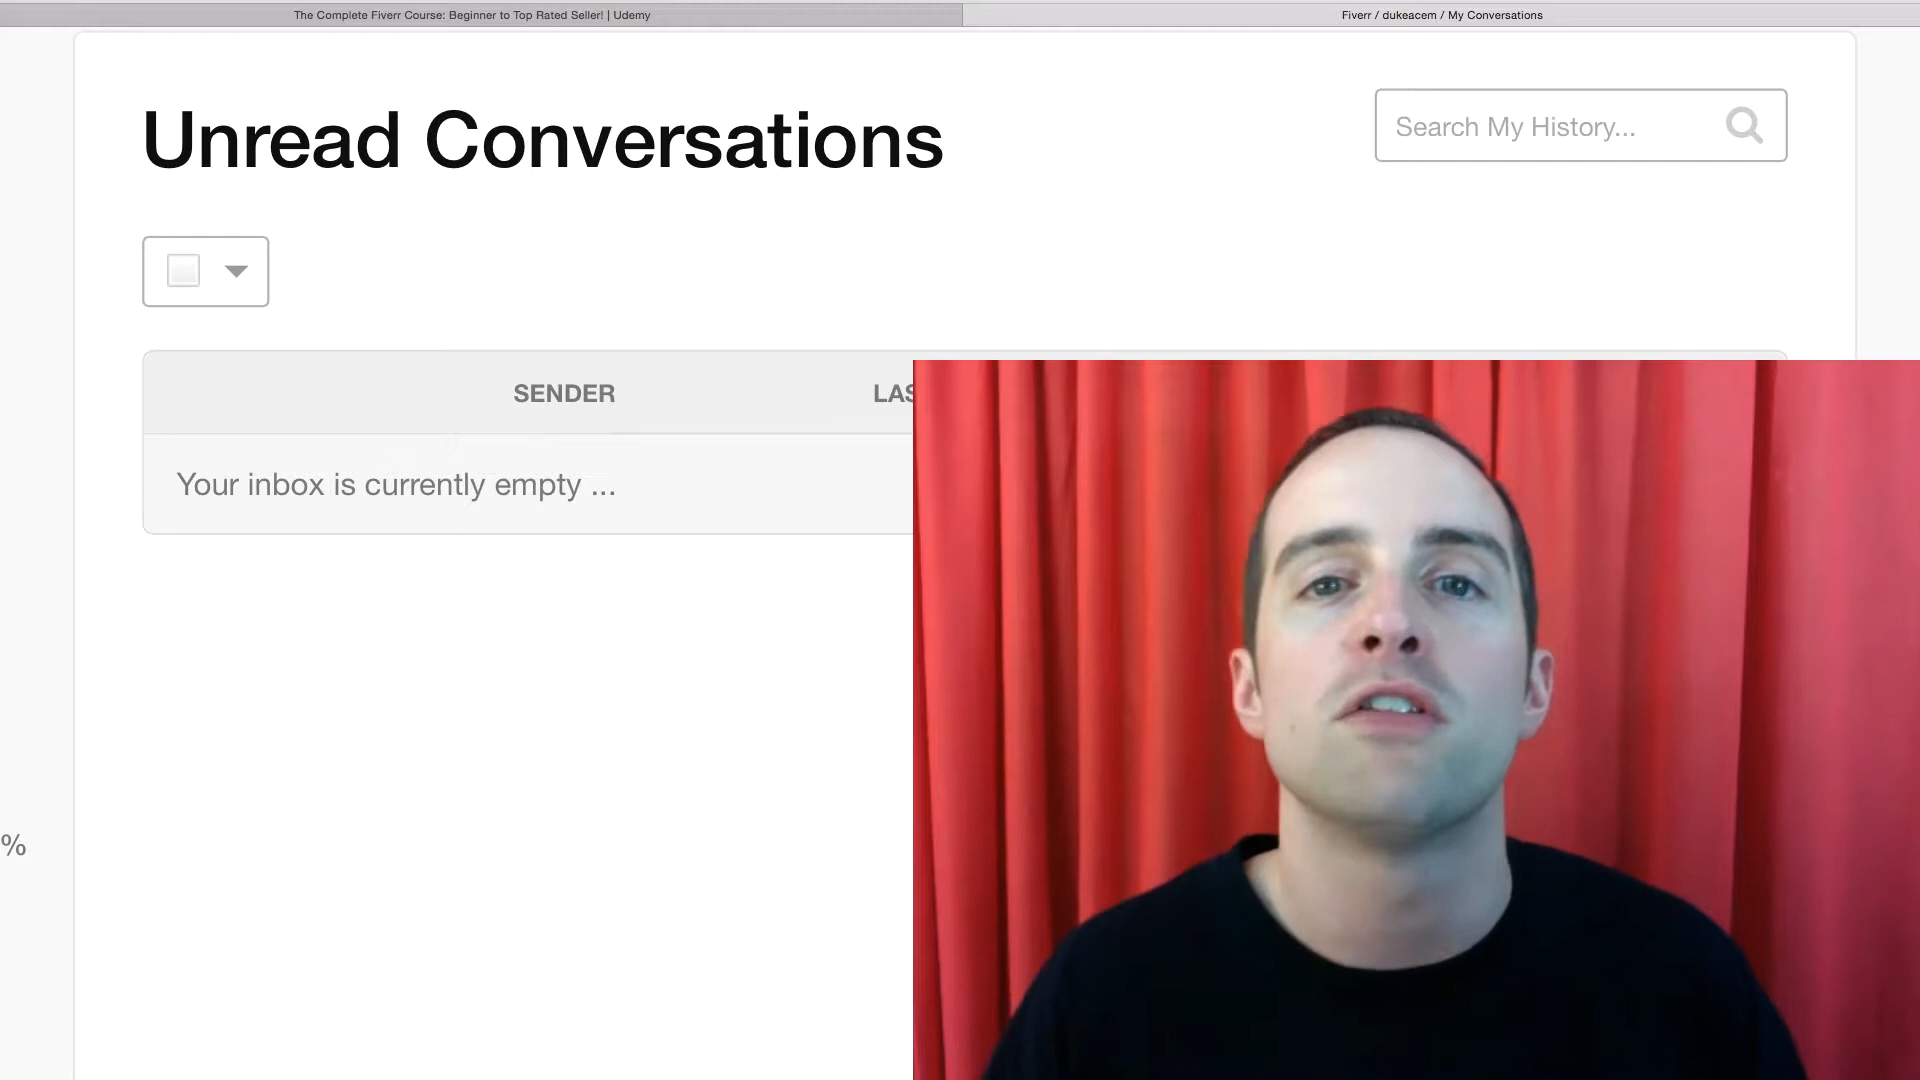 The Complete Fiverr Course: Beginner to Top Rated Seller! | Udemy
Fiverr / dukeacem / My Conversations
Unread Conversations
Search My History...
SENDER
LAS
Your inbox is currently empty ...
%